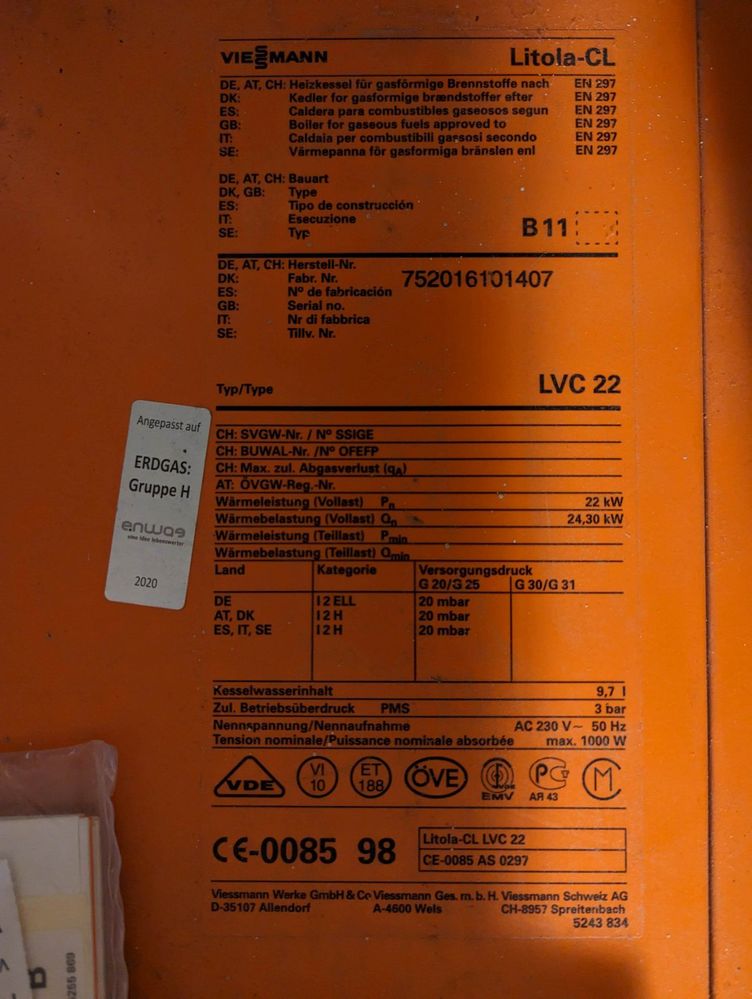 VIESSMANN Litola-CL
DE, AT, CH: Heizkessel für gasförmige Brennstoffe nach EN 297
DK: Kedler for gasformige brændstoffer efter EN 297
ES: Caldera para combustibles gaseosos segun EN 297
GB: Boiler for gaseous fuels approved to EN 297
IT: Caldaia per combustibili gassosi secondo EN 297
SE: Värmepanna för gasformiga bränslen enl EN 297
DE, AT, CH: Bauart
DK, GB: Type
ES: Tipo de construcción
IT: Esecuzione
SE: Typ
B 11
DE, AT, CH: Herstell-Nr.
DK: Fabr. Nr.
752016101407
ES: Nº de fabricación
GB: Serial no.
IT: Nr di fabbrica
SE: Tillv. Nr.
Typ/Type LVC 22
CH: SVGW-Nr. / Nº SSIGE
CH: BUWAL-Nr. /Nº OFEFP
CH: Max. zul. Abgasverlust (qA)
AT: ÖVGW-Reg.-Nr.
Wärmeleistung (Vollast) Pn 22 kW
Wärmebelastung (Vollast) Qn 24,30 kW
Wärmeleistung (Teillast) Pmin
Wärmebelastung (Teillast) Qmin
Land Kategorie Versorgungsdruck
G 20/G 25 G 30/G 31
DE I 2 ELL 20 mbar
AT, DK I 2 H 20 mbar
ES, IT, SE I 2 H 20 mbar
Kesselwasserinhalt 9,7 l
Zul. Betriebsüberdruck PMS 3 bar
Nennspannung/Nennaufnahme AC 230 V~ 50 Hz
Tension nominale/Puissance nominale absorbée max. 1000 W
VDE VI 10 ET 188 ÖVE VDE EMV PC AЯ 43 M
CE-0085 98
Litola-CL LVC 22
CE-0085 AS 0297
Viessmann Werke GmbH & Co Viessmann Ges. m. b. H. Viessmann Schweiz AG
D-35107 Allendorf A-4600 Wels CH-8957 Spreitenbach
5243 834
Angepasst auf
ERDGAS:
Gruppe H
enwag
eine Idee lebenswerter
2020